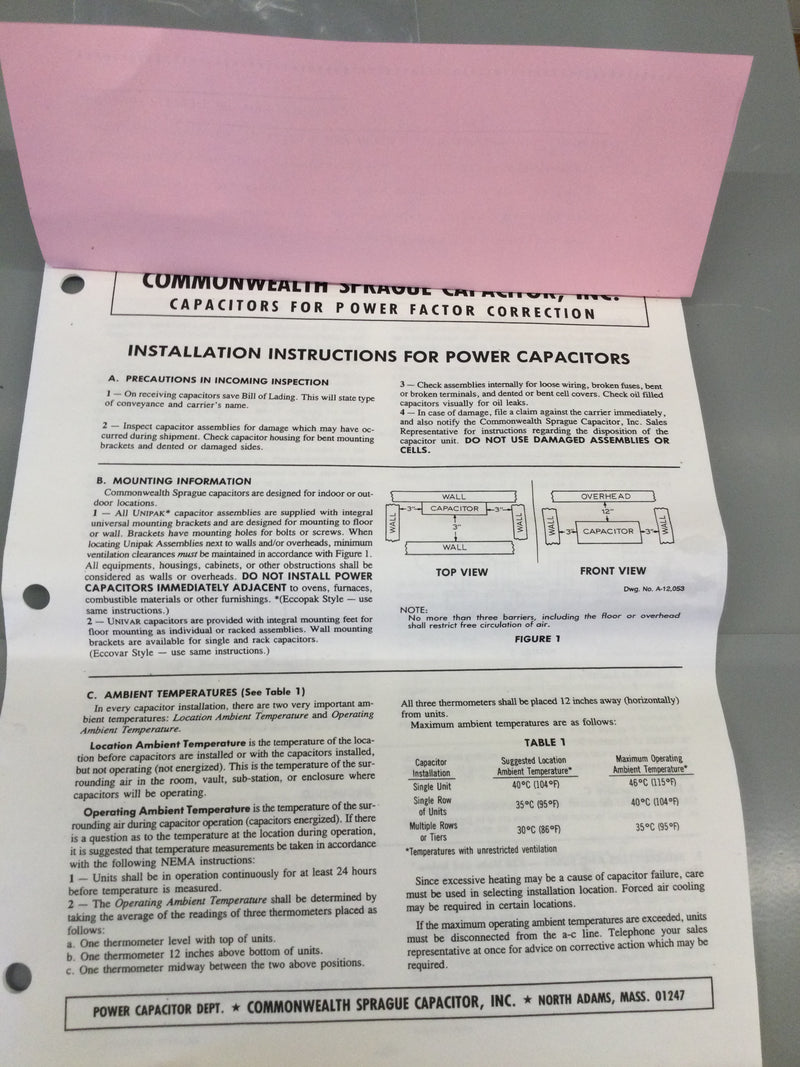 COMMONWEALTH SPRAGUE CAPACITOR, INC.
CAPACITORS FOR POWER FACTOR CORRECTION
INSTALLATION INSTRUCTIONS FOR POWER CAPACITORS
A. PRECAUTIONS IN INCOMING INSPECTION
1 — On receiving capacitors save Bill of Lading. This will state type
of conveyance and carrier's name.
2 — Inspect capacitor assemblies for damage which may have oc-
curred during shipment. Check capacitor housing for bent mounting
brackets and dented or damaged sides.
3 — Check assemblies internally for loose wiring, broken fuses, bent
or broken terminals, and dented or bent cell covers. Check oil filled
capacitors visually for oil leaks.
4 — In case of damage, file a claim against the carrier immediately,
and also notify the Commonwealth Sprague Capacitor, Inc. Sales
Representative for instructions regarding the disposition of the
capacitor unit. DO NOT USE DAMAGED ASSEMBLIES OR
CELLS.
B. MOUNTING INFORMATION
Commonwealth Sprague capacitors are designed for indoor or out-
door locations.
1 — All UNIPAK* capacitor assemblies are supplied with integral
universal mounting brackets and are designed for mounting to floor
or wall. Brackets have mounting holes for bolts or screws. When
locating Unipak Assemblies next to walls and/or overheads, minimum
ventilation clearances must be maintained in accordance with Figure 1.
All equipments, housings, cabinets, or other obstructions shall be
considered as walls or overheads. DO NOT INSTALL POWER
CAPACITORS IMMEDIATELY ADJACENT to ovens, furnaces,
combustible materials or other furnishings. *(Eccopak Style — use
same instructions.)
2 — UNIVAR capacitors are provided with integral mounting feet for
floor mounting as individual or racked assemblies. Wall mounting
brackets are available for single and rack capacitors.
(Eccovar Style — use same instructions.)
WALL
WALL
3"
CAPACITOR
3"
WALL
3"
WALL
TOP VIEW
OVERHEAD
12"
WALL
3"
CAPACITOR
3"
WALL
FRONT VIEW
Dwg. No. A-12,053
NOTE:
No more than three barriers, including the floor or overhead
shall restrict free circulation of air.
FIGURE 1
C. AMBIENT TEMPERATURES (See Table 1)
In every capacitor installation, there are two very important am-
bient temperatures: Location Ambient Temperature and Operating
Ambient Temperature.
Location Ambient Temperature is the temperature of the loca-
tion before capacitors are installed or with the capacitors installed,
but not operating (not energized). This is the temperature of the sur-
rounding air in the room, vault, sub-station, or enclosure where
capacitors will be operating.
Operating Ambient Temperature is the temperature of the sur-
rounding air during capacitor operation (capacitors energized). If there
is a question as to the temperature at the location during operation,
it is suggested that temperature measurements be taken in accordance
with the following NEMA instructions:
1 — Units shall be in operation continuously for at least 24 hours
before temperature is measured.
2 — The Operating Ambient Temperature shall be determined by
taking the average of the readings of three thermometers placed as
follows:
a. One thermometer level with top of units.
b. One thermometer 12 inches above bottom of units.
c. One thermometer midway between the two above positions.
All three thermometers shall be placed 12 inches away (horizontally)
from units.
Maximum ambient temperatures are as follows:
TABLE 1
Capacitor Suggested Location Maximum Operating
Installation Ambient Temperature* Ambient Temperature*
Single Unit 40°C (104°F) 46°C (115°F)
Single Row
of Units 35°C (95°F) 40°C (104°F)
Multiple Rows
or Tiers 30°C (86°F) 35°C (95°F)
*Temperatures with unrestricted ventilation
Since excessive heating may be a cause of capacitor failure, care
must be used in selecting installation location. Forced air cooling
may be required in certain locations.
If the maximum operating ambient temperatures are exceeded, units
must be disconnected from the a-c line. Telephone your sales
representative at once for advice on corrective action which may be
required.
POWER CAPACITOR DEPT. ★ COMMONWEALTH SPRAGUE CAPACITOR, INC. ★ NORTH ADAMS, MASS. 01247